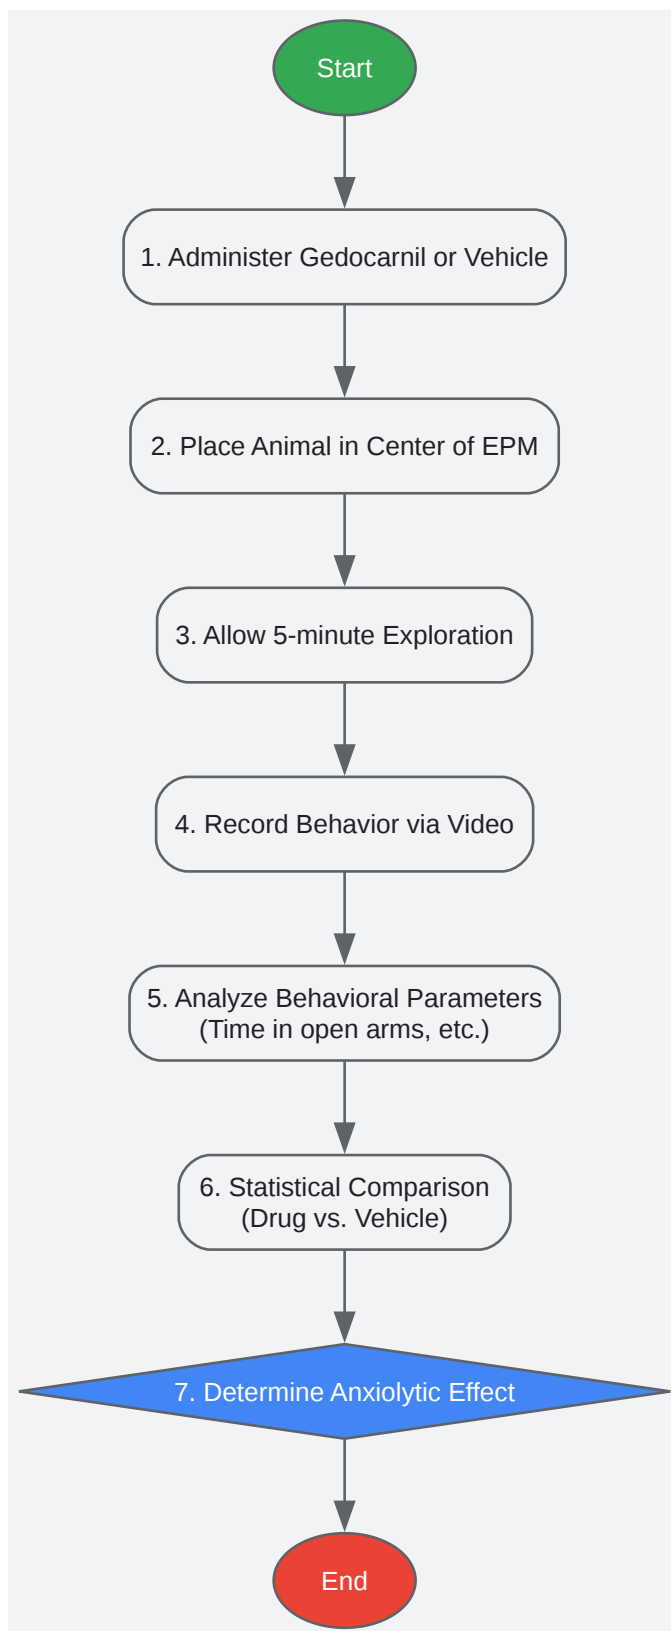 Start
1. Administer Gedocarnil or Vehicle
2. Place Animal in Center of EPM
3. Allow 5-minute Exploration
4. Record Behavior via Video
5. Analyze Behavioral Parameters
(Time in open arms, etc.)
6. Statistical Comparison
(Drug vs. Vehicle)
7. Determine Anxiolytic Effect
End